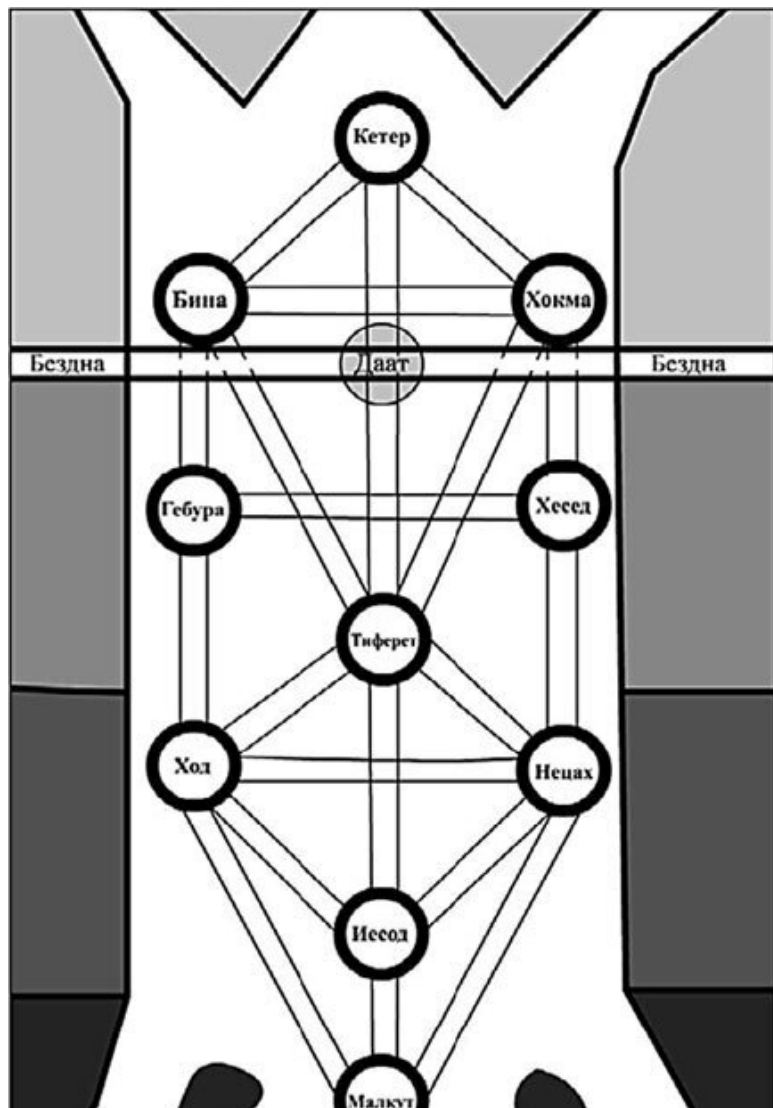 Кетер
Бина
Хокма
Бездна
Даат
Бездна
Гебура
Хесед
Тиферет
Ход
Нецах
Иесод
Малкут